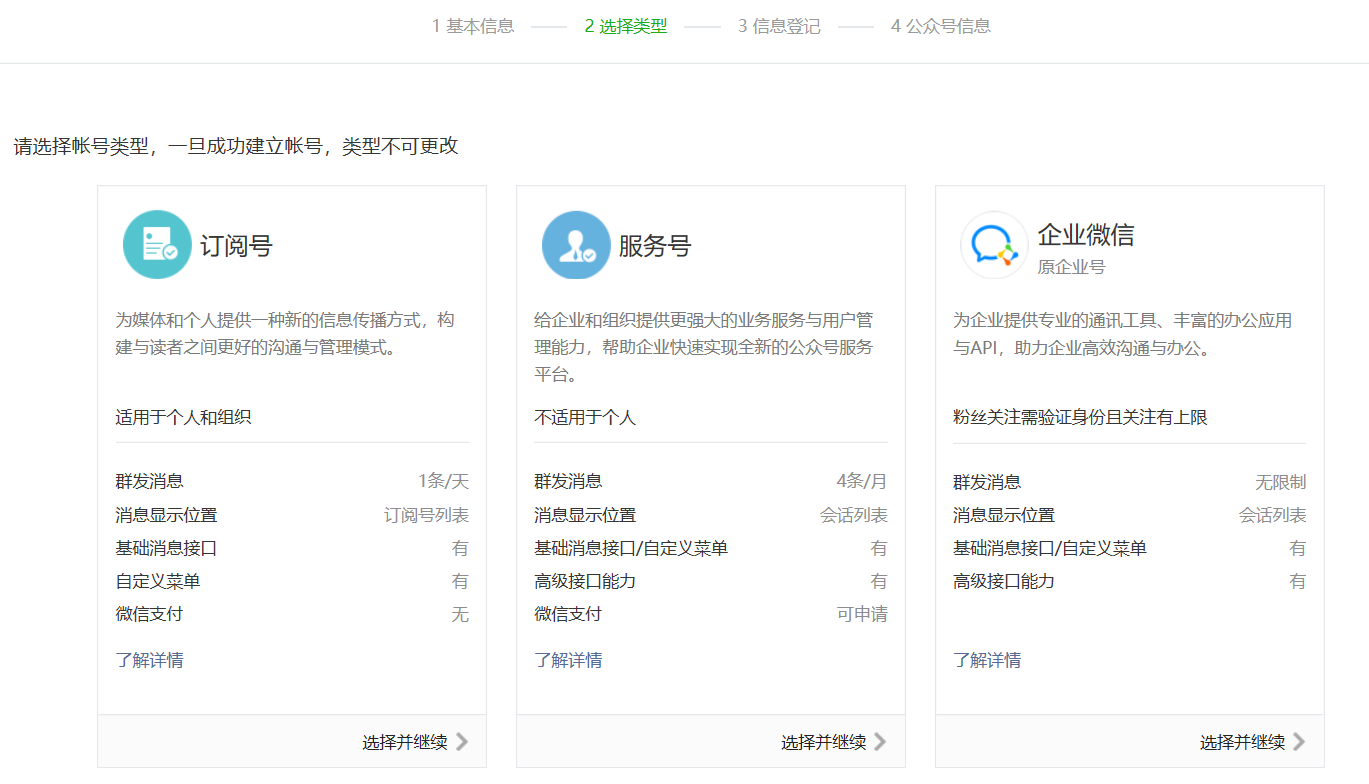 1 基本信息 2 选择类型 3 信息登记 4 公众号信息
请选择帐号类型，一旦成功建立帐号，类型不可更改
订阅号
为媒体和个人提供一种新的信息传播方式，构
建与读者之间更好的沟通与管理模式。
适用于个人和组织
群发消息 1条/天
消息显示位置 订阅号列表
基础消息接口 有
自定义菜单 有
微信支付 无
了解详情
选择并继续
服务号
给企业和组织提供更强大的业务服务与用户管
理能力，帮助企业快速实现全新的公众号服务
平台。
不适用于个人
群发消息 4条/月
消息显示位置 会话列表
基础消息接口/自定义菜单 有
高级接口能力 有
微信支付 可申请
了解详情
选择并继续
企业微信
原企业号
为企业提供专业的通讯工具、丰富的办公应用
与API，助力企业高效沟通与办公。
粉丝关注需验证身份且关注有上限
群发消息 无限制
消息显示位置 会话列表
基础消息接口/自定义菜单 有
高级接口能力 有
了解详情
选择并继续